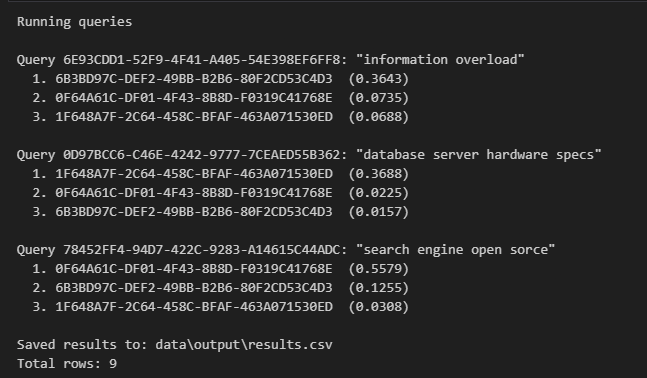 Running queries
Query 6E93CDD1-52F9-4F41-A405-54E398EF6FF8: "information overload"
1. 6B3BD97C-DEF2-49BB-B2B6-80F2CD53C4D3 (0.3643)
2. 0F64A61C-DF01-4F43-8B8D-F0319C41768E (0.0735)
3. 1F648A7F-2C64-458C-BFAF-463A071530ED (0.0688)
Query 0D97BCC6-C46E-4242-9777-7CEAED55B362: "database server hardware specs"
1. 1F648A7F-2C64-458C-BFAF-463A071530ED (0.3688)
2. 0F64A61C-DF01-4F43-8B8D-F0319C41768E (0.0225)
3. 6B3BD97C-DEF2-49BB-B2B6-80F2CD53C4D3 (0.0157)
Query 78452FF4-94D7-422C-9283-A14615C44ADC: "search engine open sorce"
1. 0F64A61C-DF01-4F43-8B8D-F0319C41768E (0.5579)
2. 6B3BD97C-DEF2-49BB-B2B6-80F2CD53C4D3 (0.1255)
3. 1F648A7F-2C64-458C-BFAF-463A071530ED (0.0308)
Saved results to: data\output\results.csv
Total rows: 9